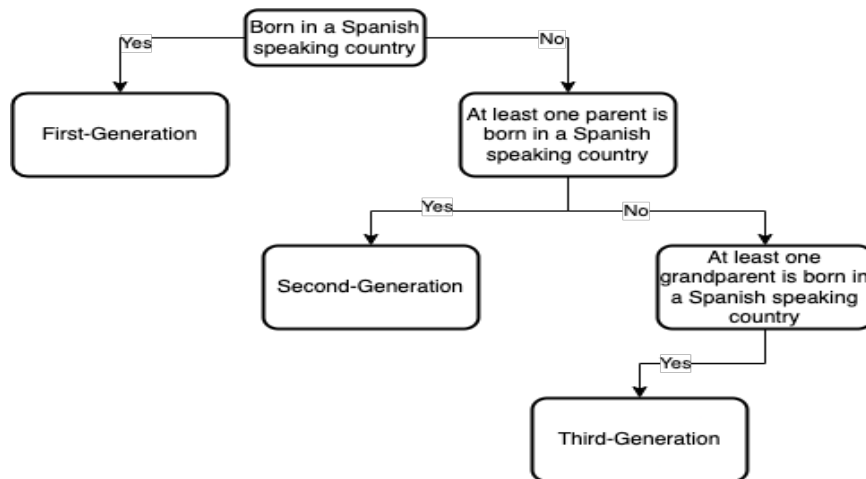 Born in a Spanish
speaking country
Yes
No
First-Generation
At least one parent is
born in a Spanish
speaking country
Yes
No
Second-Generation
At least one
grandparent is born in
a Spanish speaking
country
Yes
Third-Generation